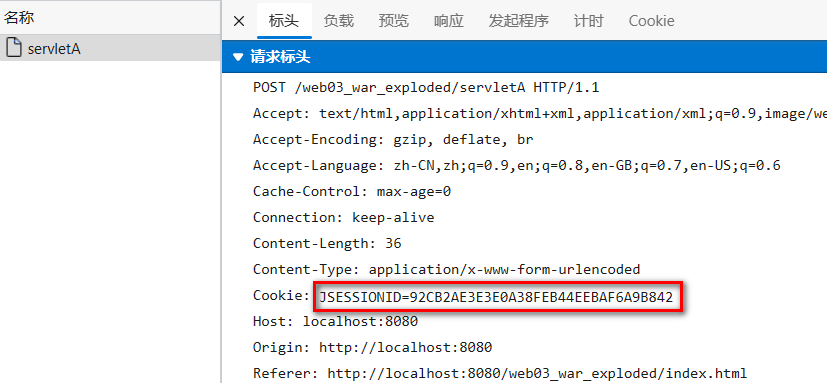 名称
servletA
× 标头 负载 预览 响应 发起程序 计时 Cookie
▼ 请求标头
POST /web03_war_exploded/servletA HTTP/1.1
Accept: text/html,application/xhtml+xml,application/xml;q=0.9,image/we
Accept-Encoding: gzip, deflate, br
Accept-Language: zh-CN,zh;q=0.9,en;q=0.8,en-GB;q=0.7,en-US;q=0.6
Cache-Control: max-age=0
Connection: keep-alive
Content-Length: 36
Content-Type: application/x-www-form-urlencoded
Cookie: JSESSIONID=92CB2AE3E3E0A38FEB44EEBAF6A9B842
Host: localhost:8080
Origin: http://localhost:8080
Referer: http://localhost:8080/web03_war_exploded/index.html